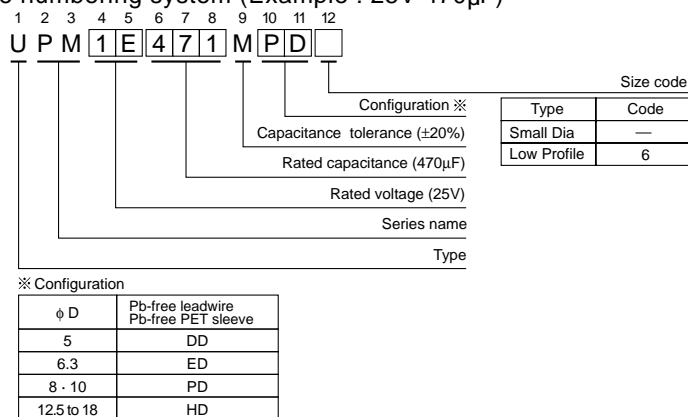 numbering system (Example : 25V 470µF)
1 2 3 4 5 6 7 8 9 10 11 12
U P M 1 E 4 7 1 M P D
Size code
Configuration ※
Capacitance tolerance (±20%)
Rated capacitance (470µF)
Rated voltage (25V)
Series name
Type
Type Code
Small Dia —
Low Profile 6
※ Configuration
ϕ D Pb-free leadwire
Pb-free PET sleeve
5 DD
6.3 ED
8 · 10 PD
12.5 to 18 HD